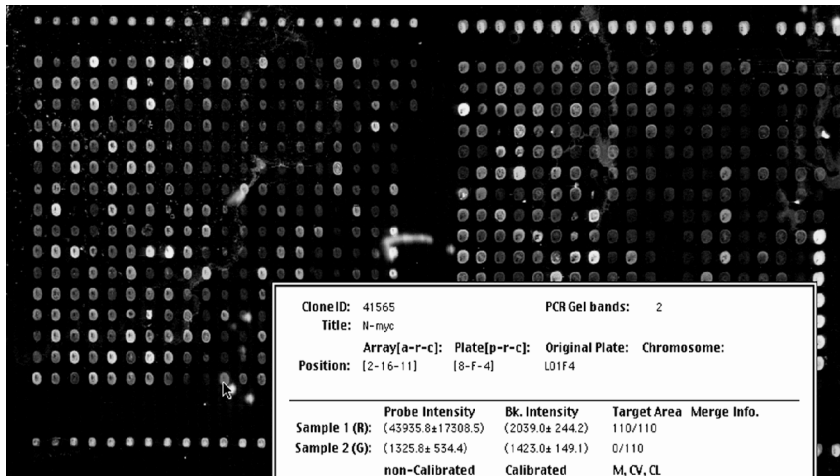 CloneID: 41565 PCR Gel bands: 2
Title: N-myc
Array[a-r-c]: Plate[p-r-c]: Original Plate: Chromosome:
Position: [2-16-11] [8-F-4] L01F4
Probe Intensity Bk. Intensity Target Area Merge Info.
Sample 1 (R): (43935.8±17308.5) (2039.0± 244.2) 110/110
Sample 2 (G): (1325.8± 534.4) (1423.0± 149.1) 0/110
non-Calibrated Calibrated M, CV, CL